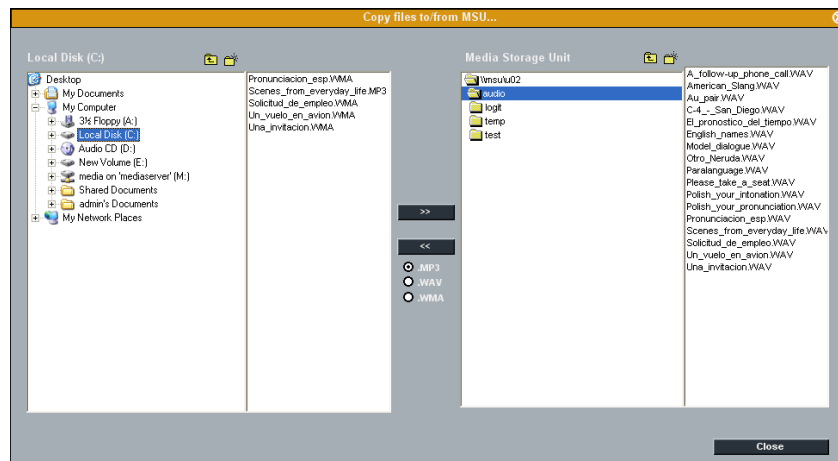 Copy files to/from MSU...
Local Disk (C:)
Desktop
My Documents
My Computer
3½ Floppy (A:)
Local Disk (C:)
Audio CD (D:)
New Volume (E:)
media on 'mediaserver' (M:)
Shared Documents
admin's Documents
My Network Places
Pronunciacion_esp.WMA
Scenes_from_everyday_life.MP3
Solicitud_de_empleo.WMA
Un_vuelo_en_avion.WMA
Una_invitacion.WMA
>>
<<
.MP3
.WAV
.WMA
Media Storage Unit
\\msu\u02
audio
logit
temp
test
A_follow-up_phone_call.WAV
American_Slang.WAV
Au_pair.WAV
C-4_-_San_Diego.WAV
El_pronostico_del_tiempo.WAV
English_names.WAV
Model_dialogue.WAV
Otro_Neruda.WAV
Paralanguage.WAV
Please_take_a_seat.WAV
Polish_your_intonation.WAV
Polish_your_pronunciation.WAV
Pronunciacion_esp.WAV
Scenes_from_everyday_life.WAV
Solicitud_de_empleo.WAV
Un_vuelo_en_avion.WAV
Una_invitacion.WAV
Close